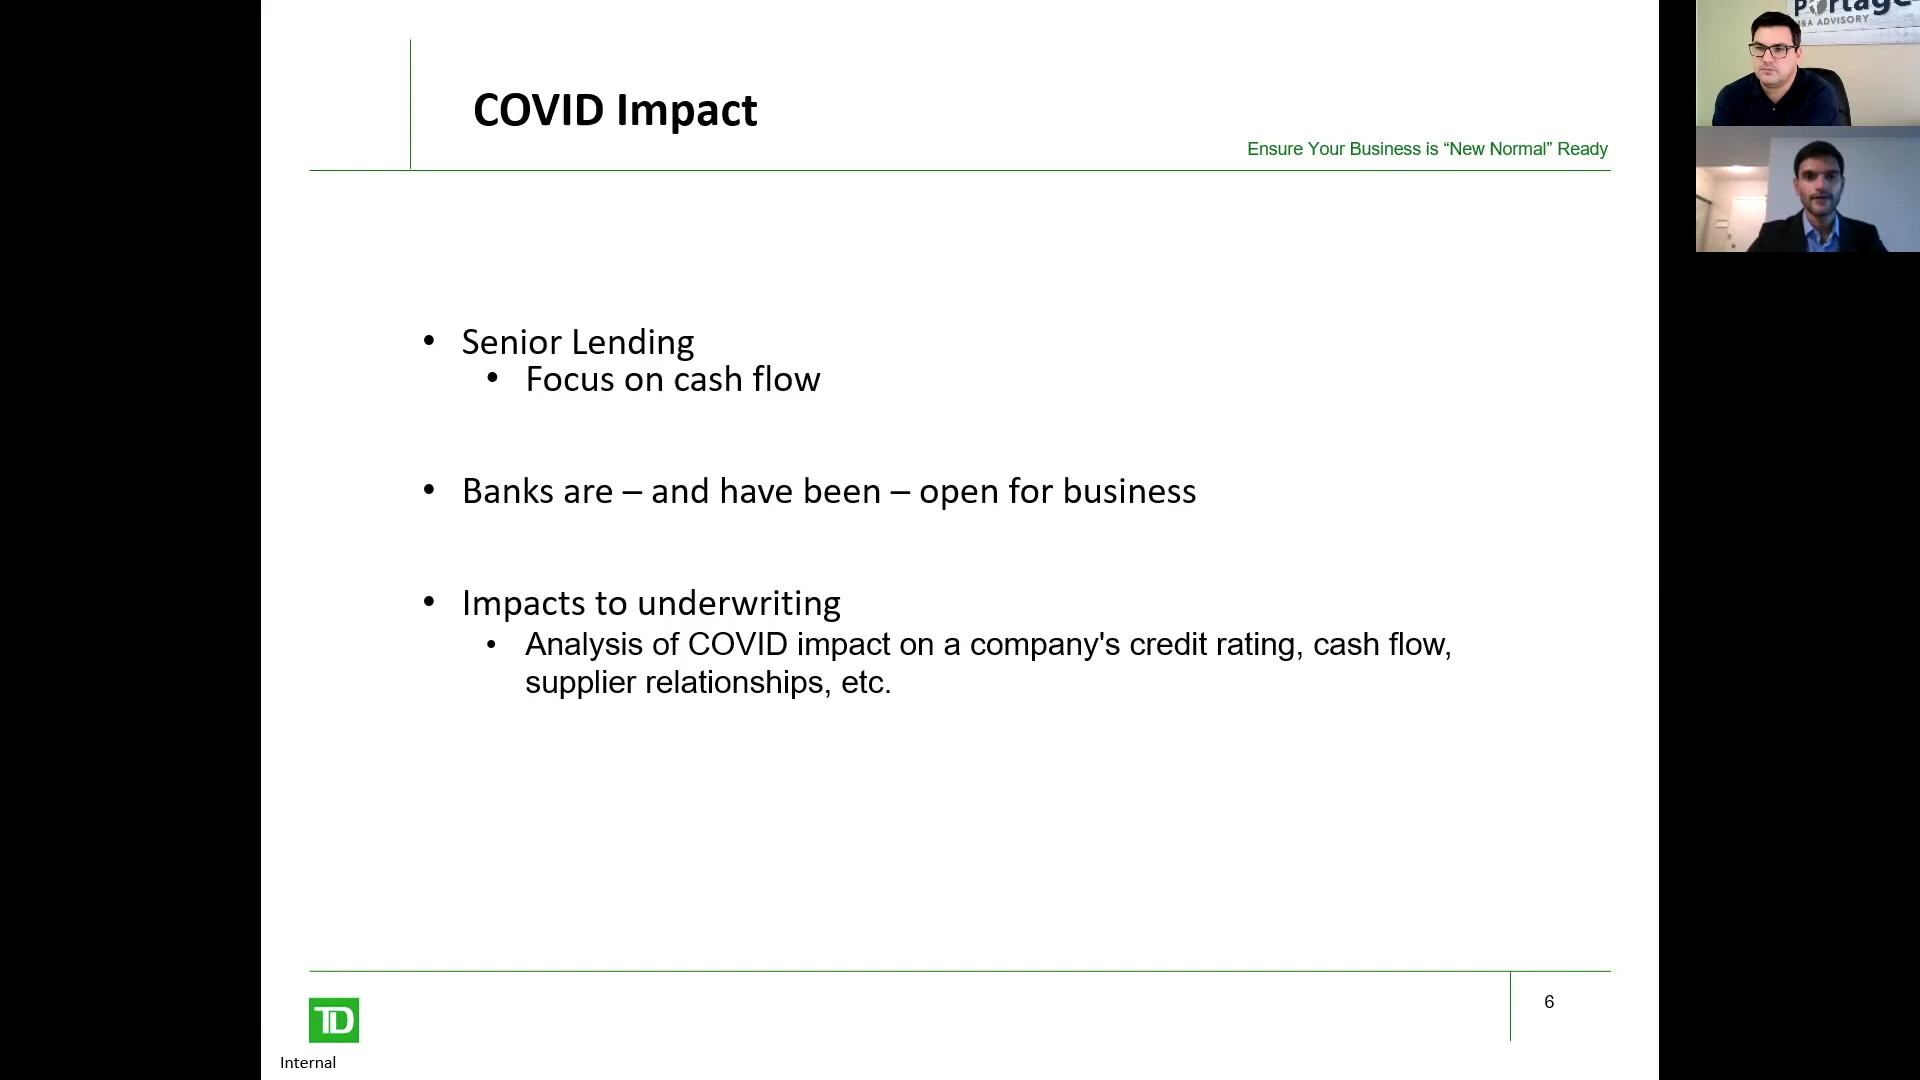 COVID Impact
Ensure Your Business is “New Normal” Ready
• Senior Lending
• Focus on cash flow
• Banks are – and have been – open for business
• Impacts to underwriting
• Analysis of COVID impact on a company's credit rating, cash flow,
supplier relationships, etc.
TD
6
Internal
Portage
M&A ADVISORY